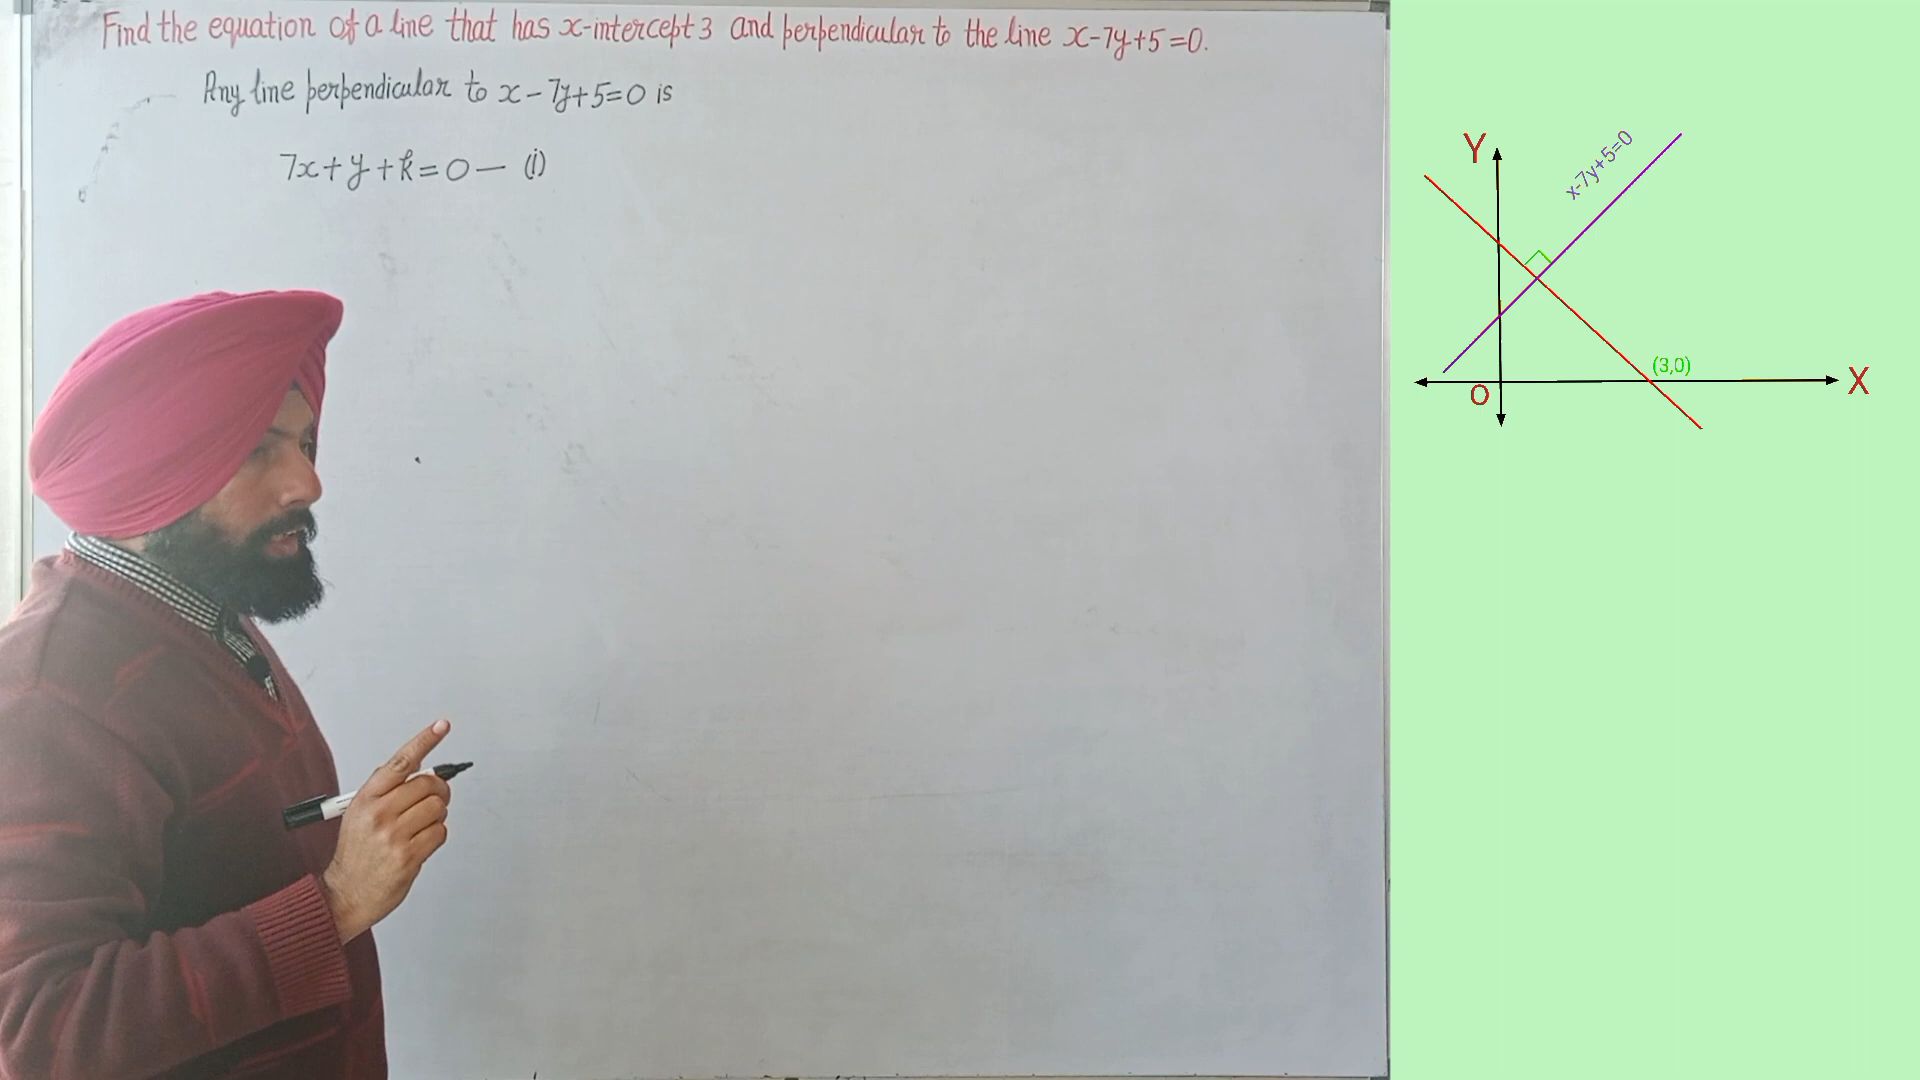 Find the equation of a line that has x-intercept 3 and perpendicular to the line x-7y+5=0.
Any line perpendicular to x-7y+5=0 is
7x+y+k=0 — (i)
Y
x-7y+5=0
(3,0)
O
X